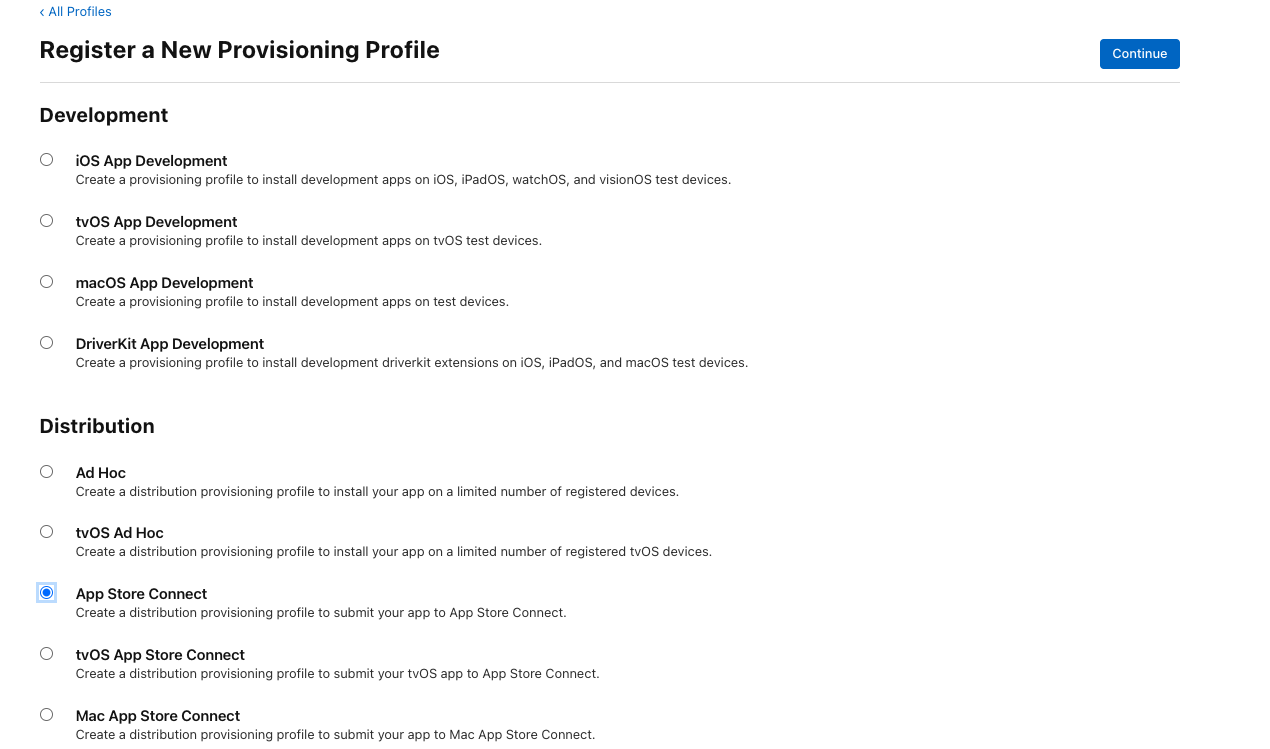 ‹ All Profiles
Register a New Provisioning Profile
Continue
Development
iOS App Development
Create a provisioning profile to install development apps on iOS, iPadOS, watchOS, and visionOS test devices.
tvOS App Development
Create a provisioning profile to install development apps on tvOS test devices.
macOS App Development
Create a provisioning profile to install development apps on test devices.
DriverKit App Development
Create a provisioning profile to install development driverkit extensions on iOS, iPadOS, and macOS test devices.
Distribution
Ad Hoc
Create a distribution provisioning profile to install your app on a limited number of registered devices.
tvOS Ad Hoc
Create a distribution provisioning profile to install your app on a limited number of registered tvOS devices.
App Store Connect
Create a distribution provisioning profile to submit your app to App Store Connect.
tvOS App Store Connect
Create a distribution provisioning profile to submit your tvOS app to App Store Connect.
Mac App Store Connect
Create a distribution provisioning profile to submit your app to Mac App Store Connect.